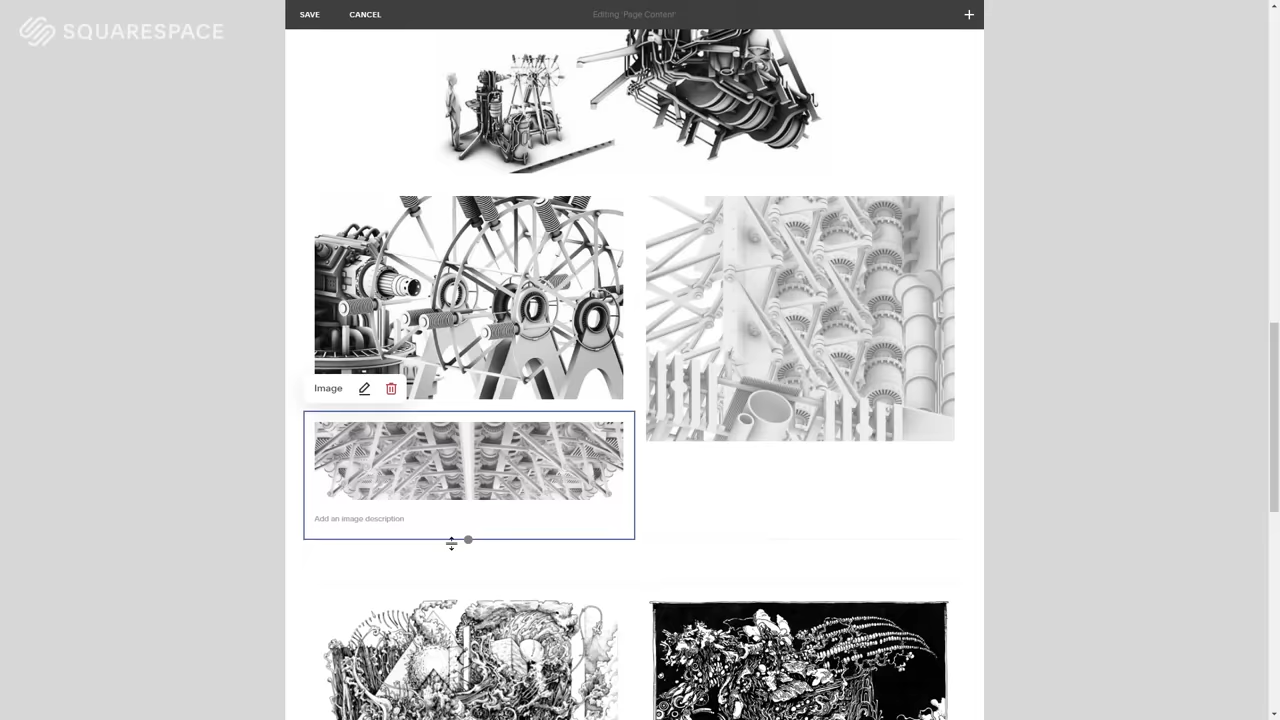 SQUARESPACE
SAVE CANCEL Editing 'Page Content' +
Image
Add an image description